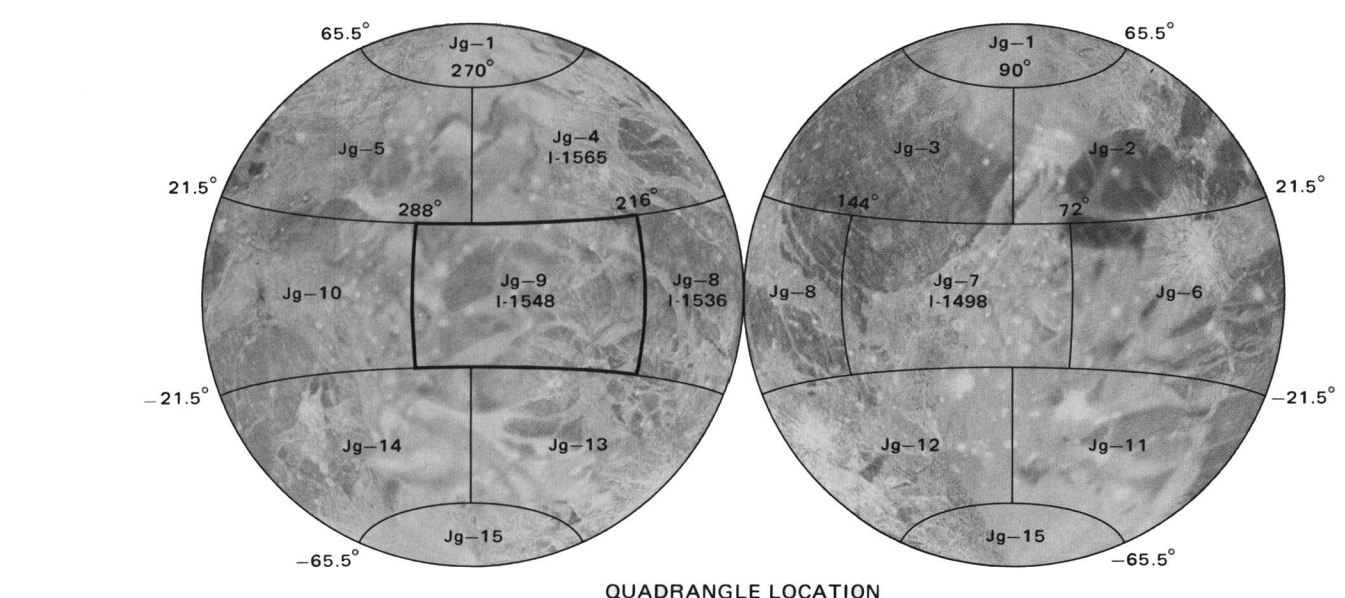 65.5°
Jg-1
270°
Jg-5
Jg-4
I-1565
21.5°
288°
216°
Jg-10
Jg-9
I-1548
Jg-8
I-1536
-21.5°
Jg-14
Jg-13
Jg-15
-65.5°
65.5°
Jg-1
90°
Jg-3
Jg-2
21.5°
144°
72°
Jg-8
Jg-7
I-1498
Jg-6
-21.5°
Jg-12
Jg-11
Jg-15
-65.5°
QUADRANGLE LOCATION